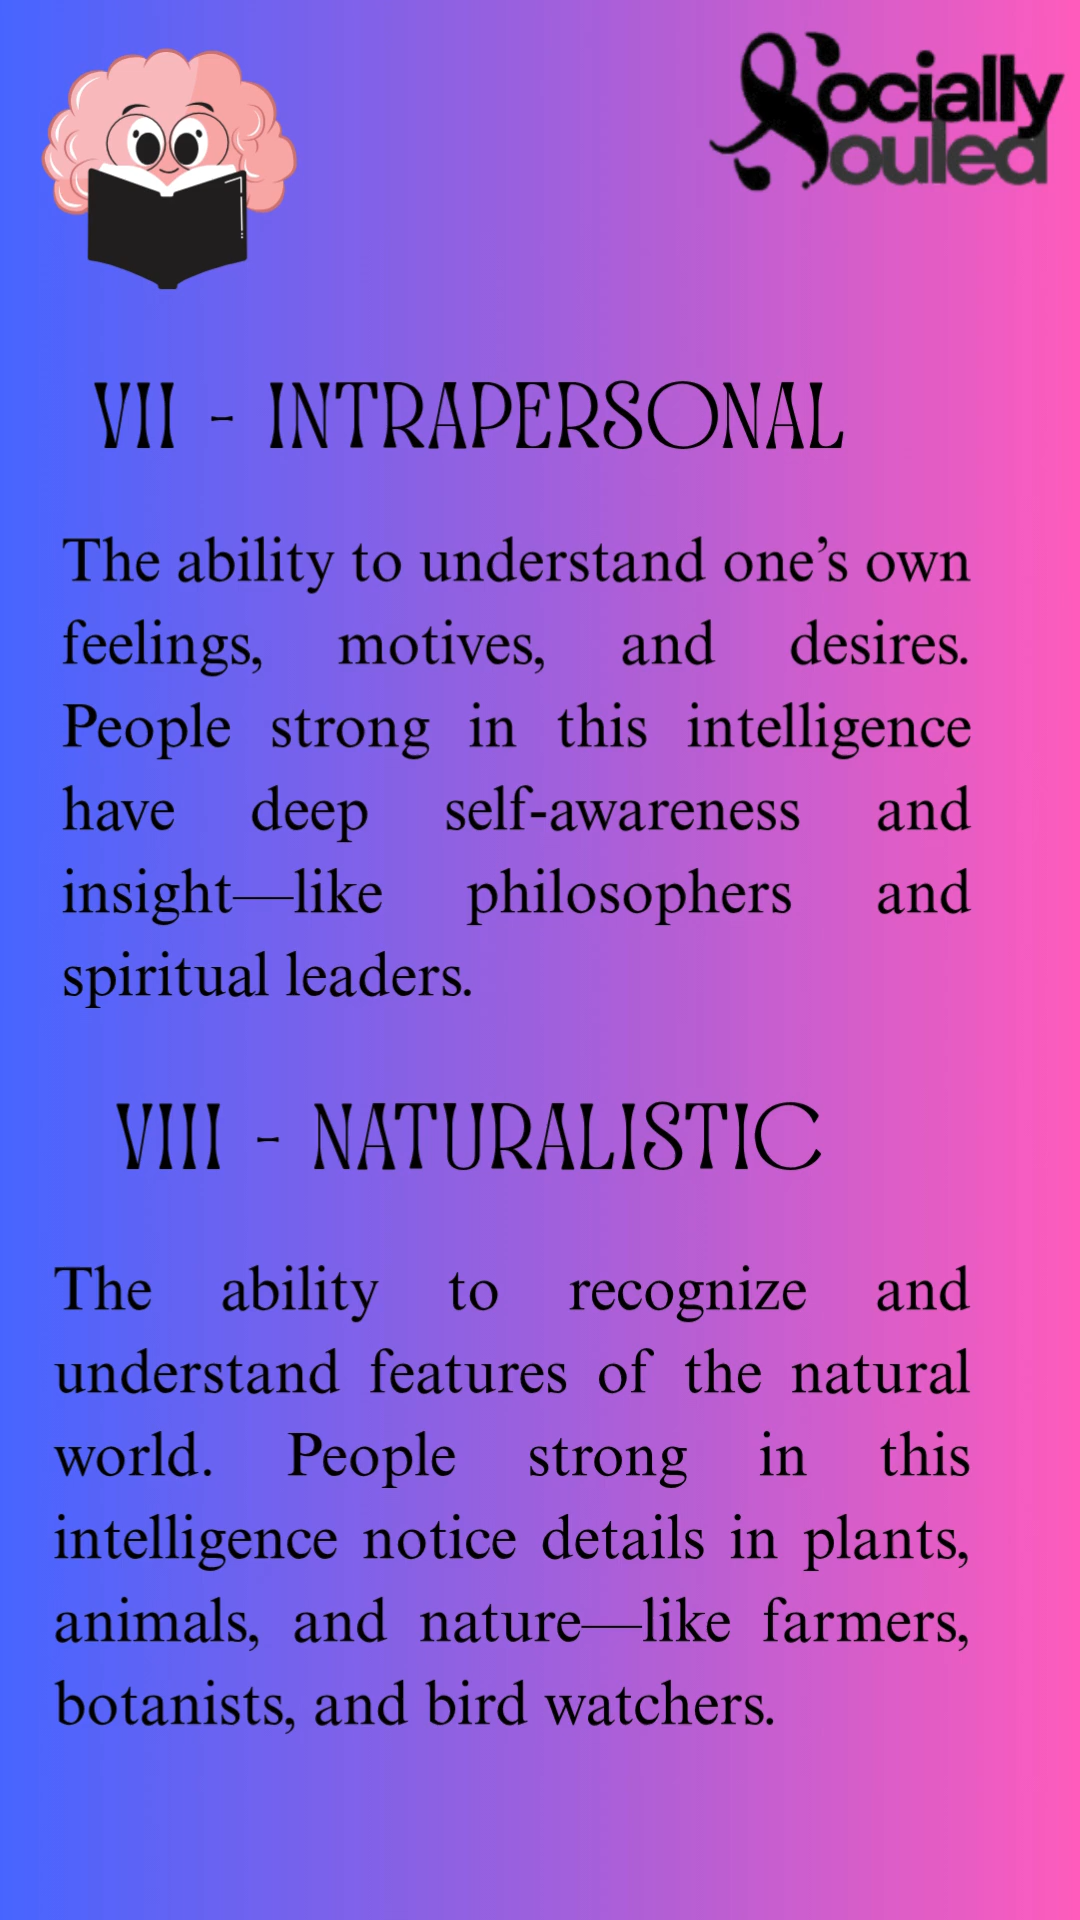 Socially
Souled
VII - INTRAPERSONAL
The ability to understand one’s own
feelings, motives, and desires.
People strong in this intelligence
have deep self-awareness and
insight—like philosophers and
spiritual leaders.
VIII - NATURALISTIC
The ability to recognize and
understand features of the natural
world. People strong in this
intelligence notice details in plants,
animals, and nature—like farmers,
botanists, and bird watchers.